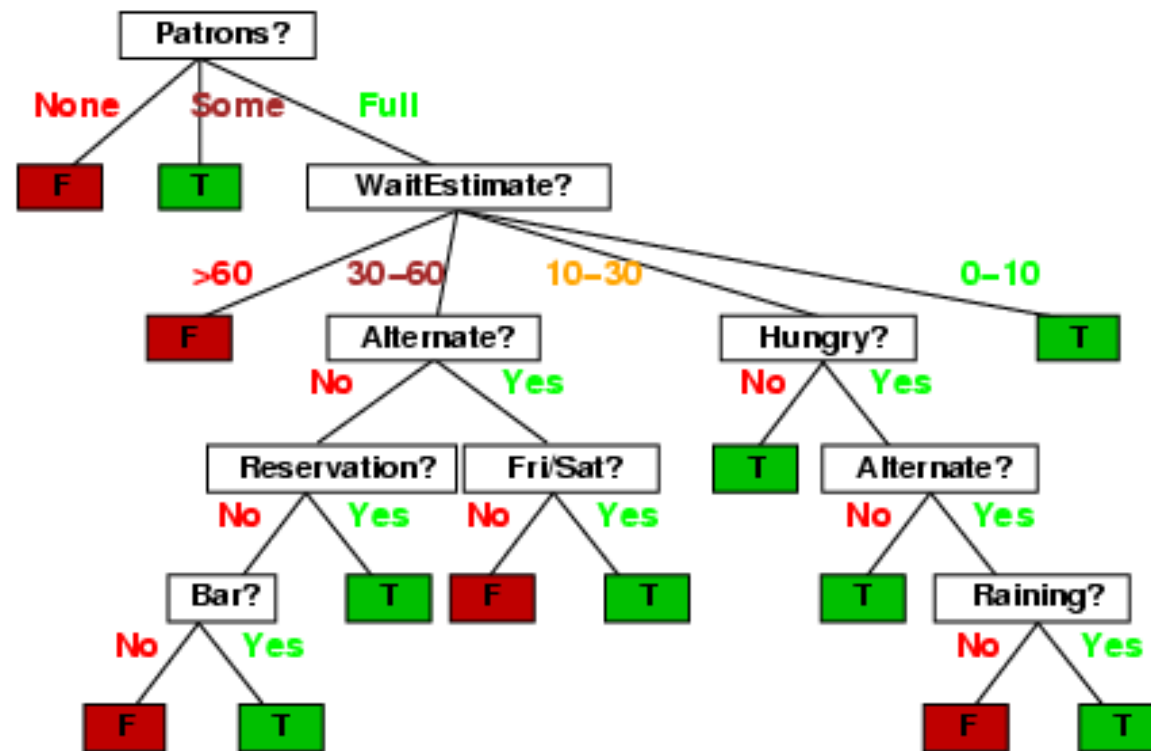 Patrons?
None Some Full
F T WaitEstimate?
>60 30–60 10–30 0–10
F Alternate? Hungry? T
No Yes No Yes
Reservation? Fri/Sat? T Alternate?
No Yes No Yes No Yes
Bar? T F T T Raining?
No Yes No Yes
F T F T